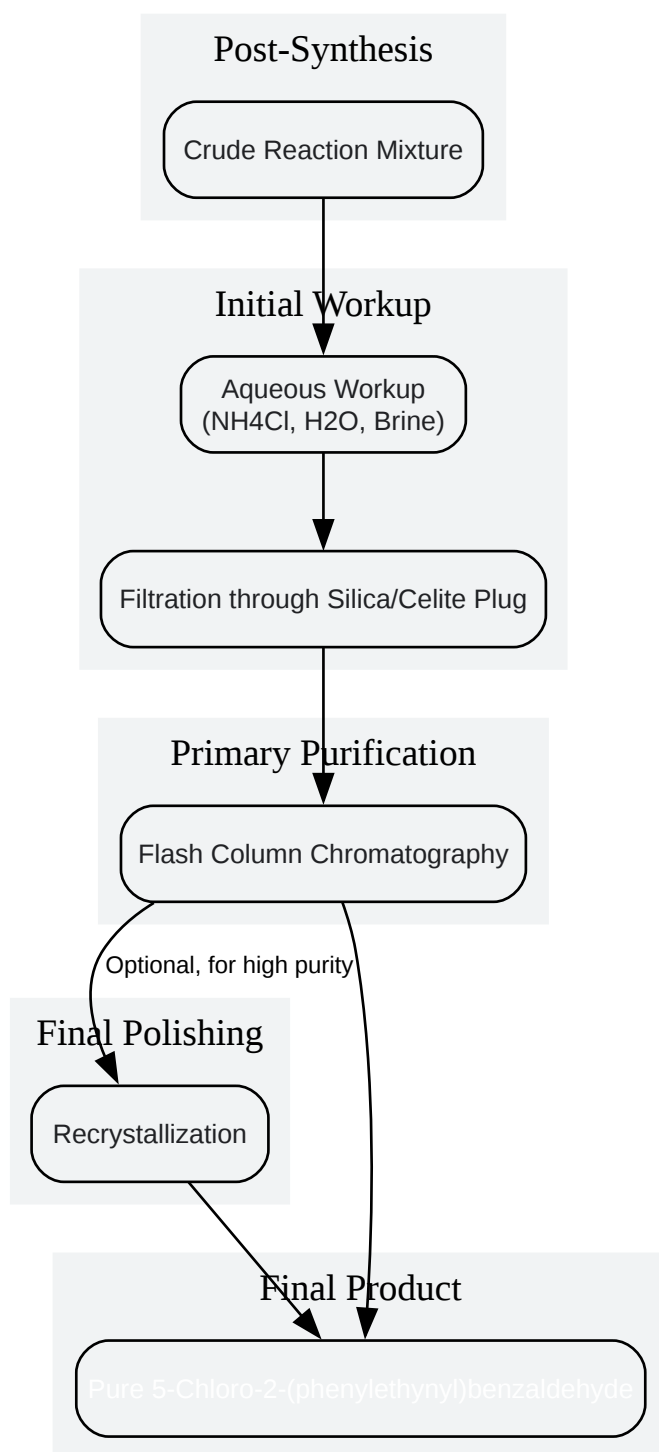 Post-Synthesis
Crude Reaction Mixture
Initial Workup
Aqueous Workup
(NH4Cl, H2O, Brine)
Filtration through Silica/Celite Plug
Primary Purification
Flash Column Chromatography
Optional, for high purity
Final Polishing
Recrystallization
Final Product
Pure 5-Chloro-2-(phenylethynyl)benzaldehyde